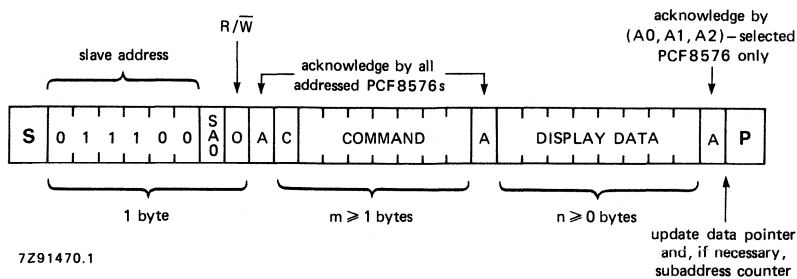 acknowledge by
(A0, A1, A2)–selected
PCF8576 only
R/W̅
slave address
acknowledge by all
addressed PCF8576s
S 0 1 1 1 0 0 SA0 0 A C COMMAND A DISPLAY DATA A P
1 byte
m ⩾ 1 bytes
n ⩾ 0 bytes
update data pointer
and, if necessary,
subaddress counter
7Z91470.1